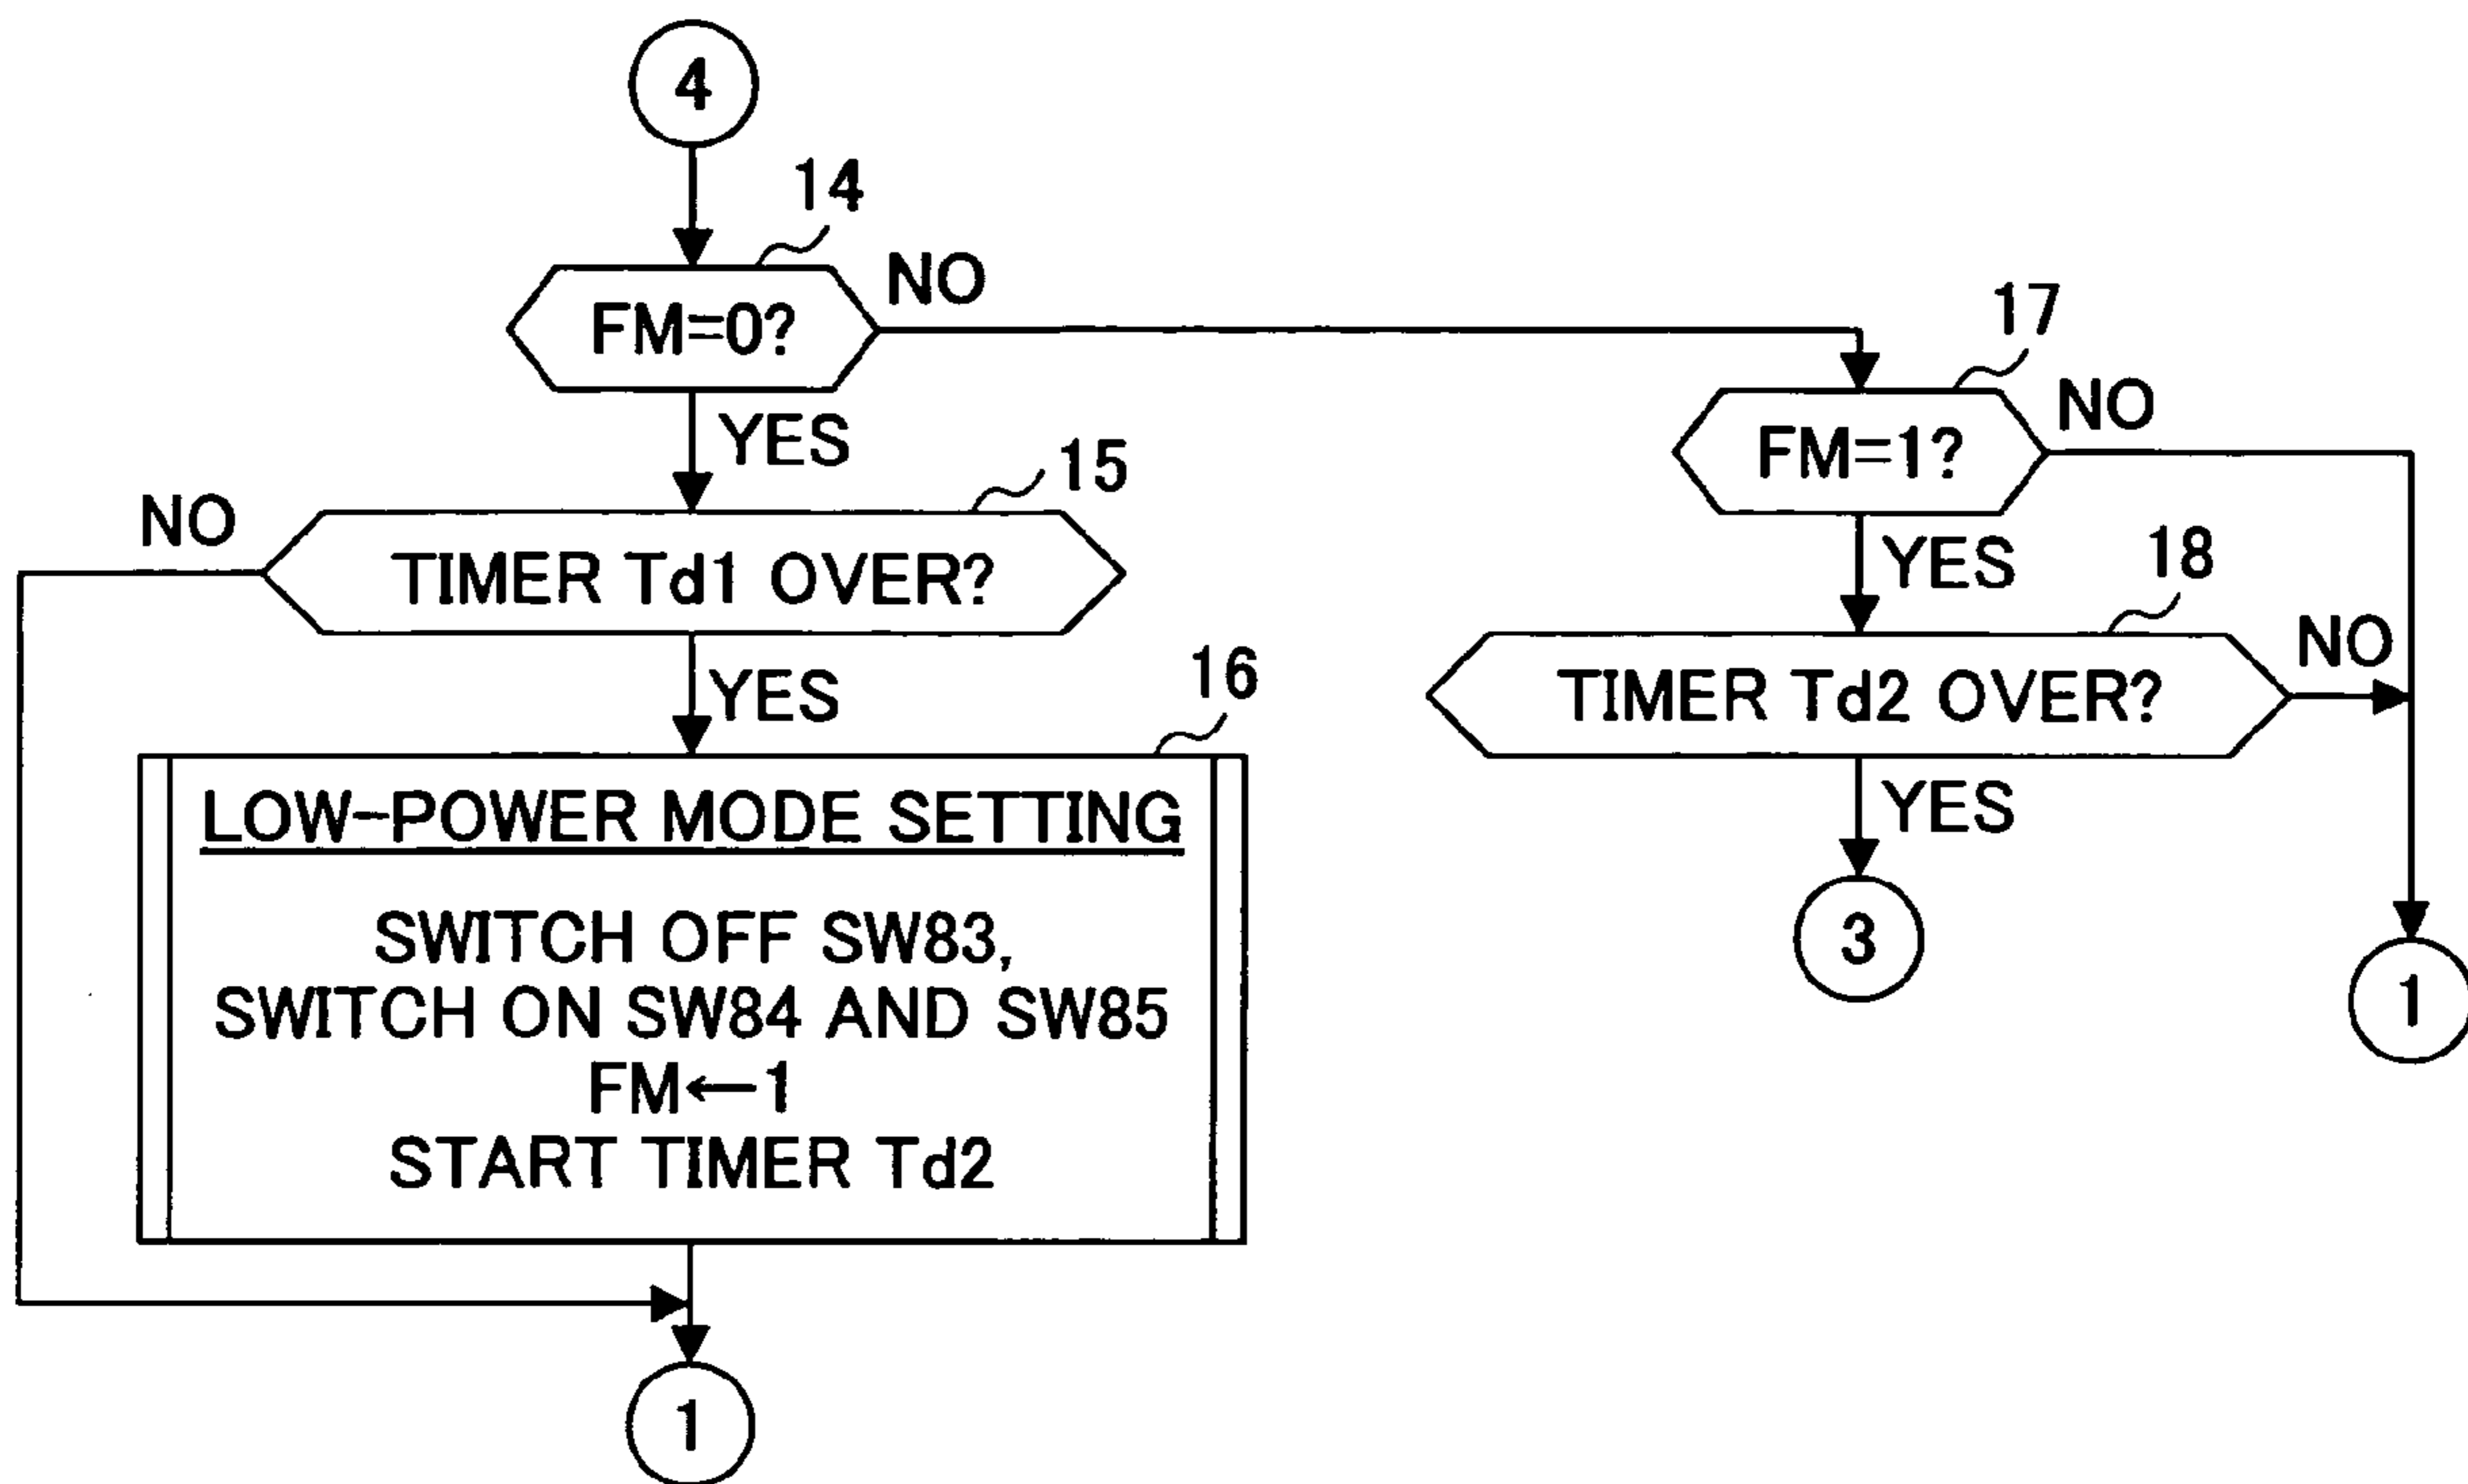 4
14
FM=0?
NO
YES
15
NO
TIMER Td1 OVER?
YES
16
LOW-POWER MODE SETTING
SWITCH OFF SW83,
SWITCH ON SW84 AND SW85
FM←1
START TIMER Td2
1
17
FM=1?
NO
YES
18
TIMER Td2 OVER?
NO
YES
3
1